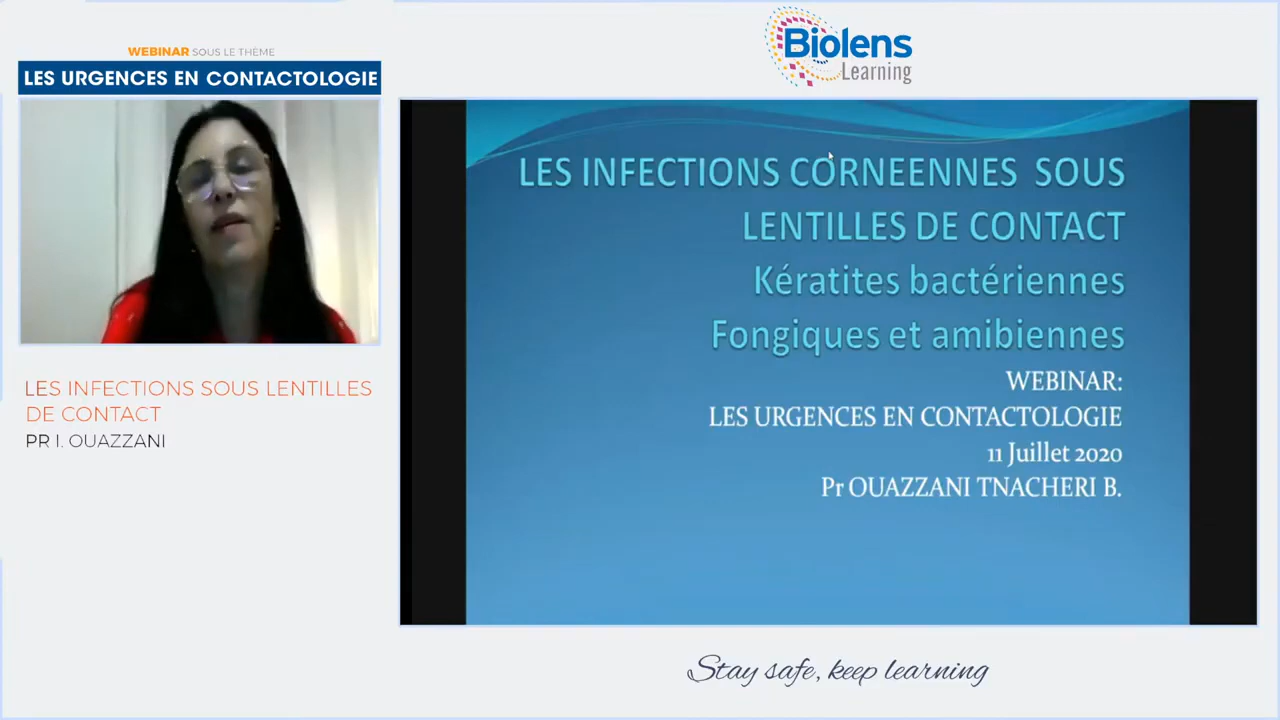 WEBINAR SOUS LE THÈME
LES URGENCES EN CONTACTOLOGIE
Biolens
Learning
LES INFECTIONS CORNEENNES SOUS
LENTILLES DE CONTACT
Kératites bactériennes
Fongiques et amibiennes
WEBINAR:
LES URGENCES EN CONTACTOLOGIE
11 Juillet 2020
Pr OUAZZANI TNACHERI B.
LES INFECTIONS SOUS LENTILLES
DE CONTACT
PR I. OUAZZANI
Stay safe, keep learning